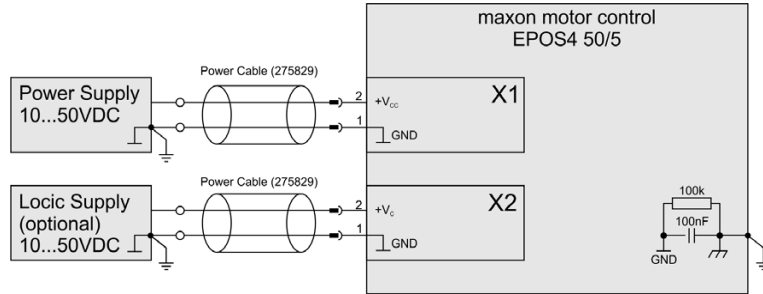 maxon motor control
EPOS4 50/5
Power Cable (275829)
Power Supply
10...50VDC
2
+Vcc
X1
1
GND
Power Cable (275829)
Locic Supply
(optional)
10...50VDC
2
+Vc
X2
1
GND
100k
100nF
GND